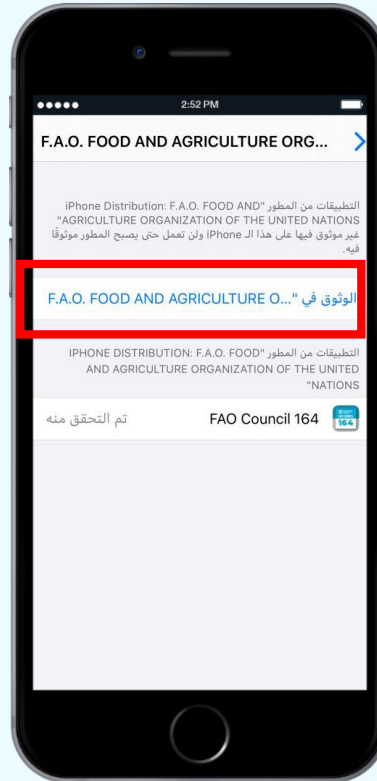 2:52 PM
F.A.O. FOOD AND AGRICULTURE ORG...
التطبيقات من المطور "iPhone Distribution: F.A.O. FOOD AND
AGRICULTURE ORGANIZATION OF THE UNITED NATIONS"
غير موثوق فيها على هذا الـ iPhone ولن تعمل حتى يصبح المطور موثوقًا
فيه.
الوثوق في "F.A.O. FOOD AND AGRICULTURE O...
التطبيقات من المطور "IPHONE DISTRIBUTION: F.A.O. FOOD
AND AGRICULTURE ORGANIZATION OF THE UNITED
NATIONS"
FAO Council 164
تم التحقق منه
164